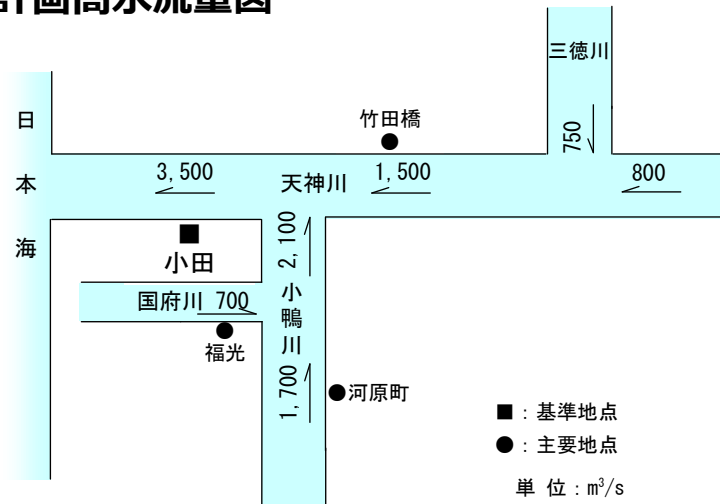 計画高水流量図
三徳川
750
日本海
竹田橋
3,500
天神川
1,500
800
小田
2,100
国府川 700
小鴨川
福光
1,700
河原町
■：基準地点
●：主要地点
単 位：m³/s